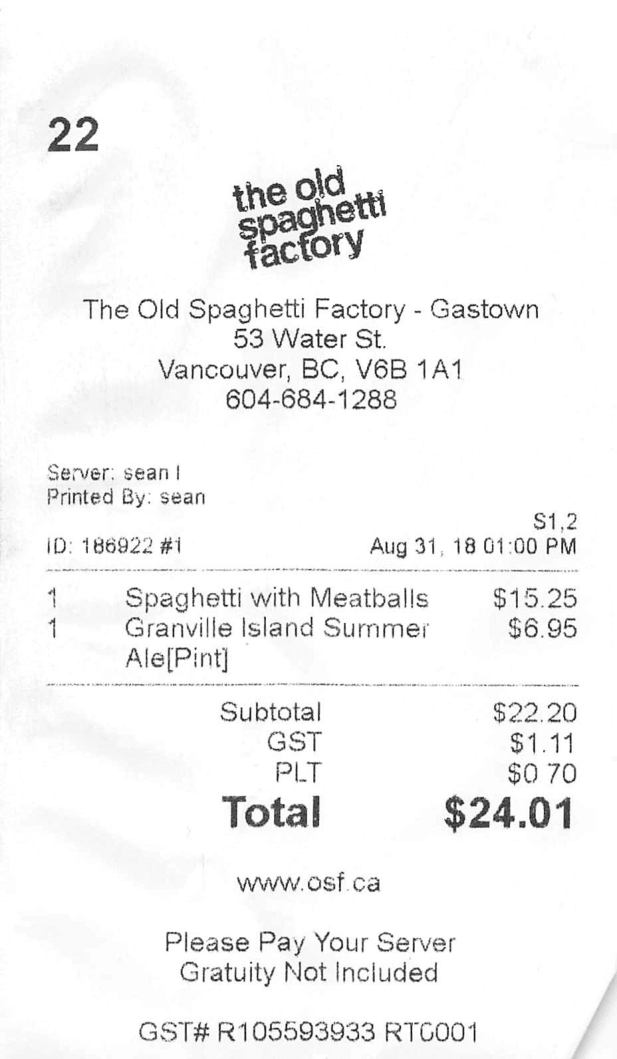 22
the old
spaghetti
factory
The Old Spaghetti Factory - Gastown
53 Water St.
Vancouver, BC, V6B 1A1
604-684-1288
Server: sean l
Printed By: sean
S1,2
ID: 186922 #1 Aug 31, 18 01:00 PM
1 Spaghetti with Meatballs $15.25
1 Granville Island Summer $6.95
Ale[Pint]
Subtotal $22.20
GST $1.11
PLT $0.70
Total $24.01
www.osf.ca
Please Pay Your Server
Gratuity Not Included
GST# R105593933 RT0001